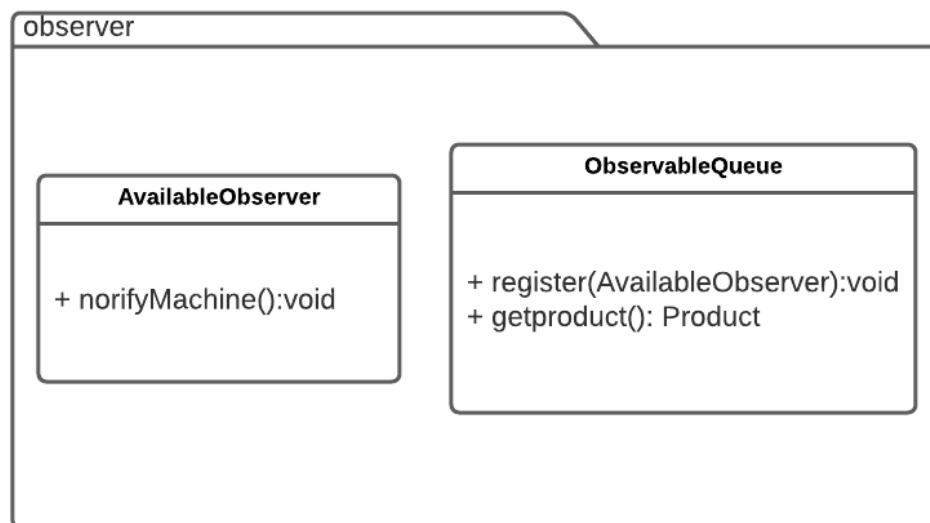 observer
AvailableObserver
+ norifyMachine():void
ObservableQueue
+ register(AvailableObserver):void
+ getproduct(): Product